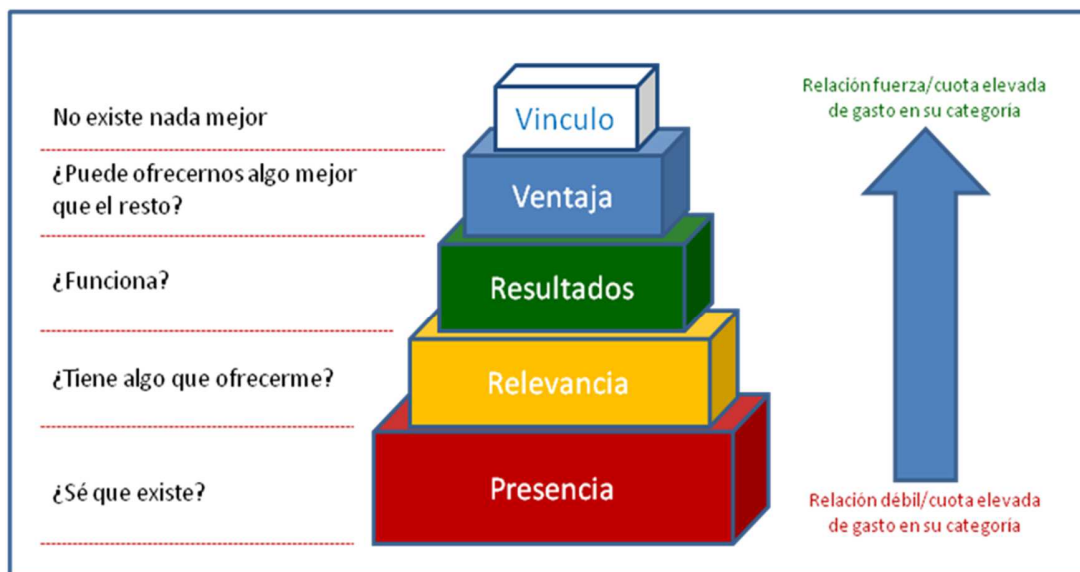 No existe nada mejor
¿Puede ofrecernos algo mejor
que el resto?
¿Funciona?
¿Tiene algo que ofrecerme?
¿Sé que existe?
Vinculo
Ventaja
Resultados
Relevancia
Presencia
Relación fuerza/cuota elevada
de gasto en su categoría
Relación débil/cuota elevada
de gasto en su categoría